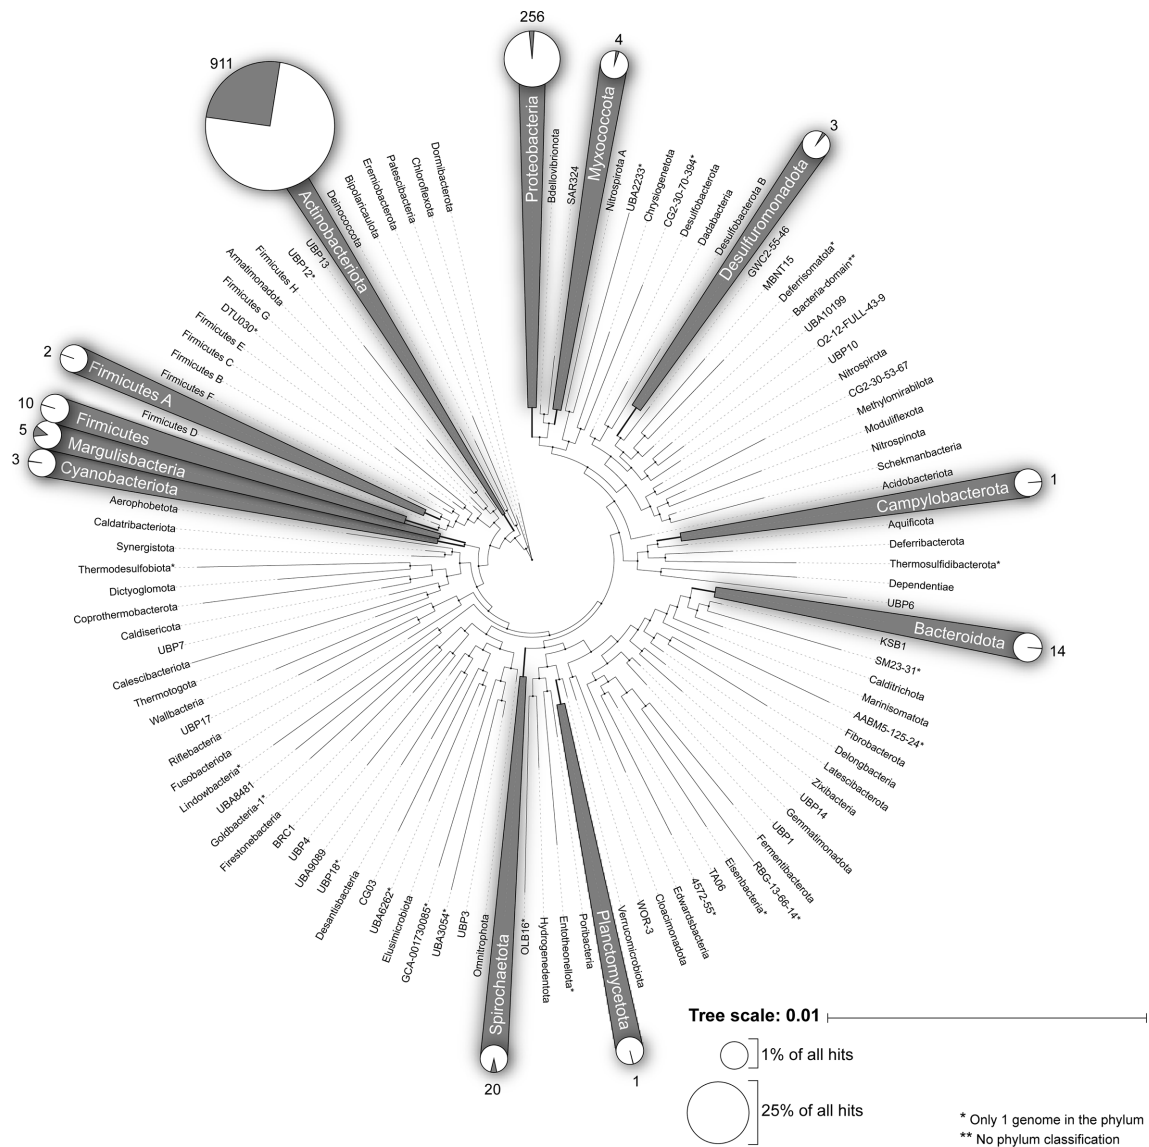 256
4
911
3
Proteobacteria
Bdellovibrionota
SAR324
Myxococcota
Nitrospirota A
UBA2233*
Chrysiogenetota
CG2-30-70-394*
Desulfobacterota
Dadabacteria
Desulfobacterota B
Desulfuromonadota
GWC2-55-46
MBNT15
Deferrisomatota*
Bacteria-domain**
UBA10199
O2-12-FULL-43-9
UBP10
Nitrospirota
CG2-30-53-67
Methylomirabilota
Moduliflexota
Nitrospinota
Schekmanbacteria
Acidobacteriota
Campylobacterota
1
Aquificota
Deferribacterota
Thermosulfidibacterota*
Dependentiae
UBP6
Bacteroidota
14
KSB1
SM23-31*
Calditrichota
Marinisomatota
AABM5-125-24*
Fibrobacterota
Delongbacteria
Latescibacterota
Zixibacteria
UBP14
Gemmatimonadota
UBP1
Fermentibacterota
RBG-13-66-14*
Eisenbacteria*
TA06
4572-55*
Edwardsbacteria
Cloacimonadota
WOR-3
Verrucomicrobiota
Planctomycetota
1
Poribacteria
Entotheonellota*
Hydrogenedentota
OLB16*
Spirochaetota
20
Omnitrophota
UBP3
UBA3054*
GCA-001730085*
Elusimicrobiota
UBA6262*
CG03
Desantisbacteria
UBP18*
UBA9089
UBP4
BRC1
Firestonebacteria
Goldbacteria-1*
UBA8481
Lindowbacteria*
Fusobacteriota
Riflebacteria
UBP17
Wallbacteria
Thermotogota
Calescibacteriota
UBP7
Caldisericota
Coprothermobacterota
Dictyoglomota
Thermodesulfobiota*
Synergistota
Caldatribacteriota
Aerophobetota
Cyanobacteriota
3
Margulisbacteria
5
Firmicutes
10
Firmicutes D
Firmicutes A
2
Firmicutes F
Firmicutes B
Firmicutes C
Firmicutes E
DTU030*
Firmicutes G
Armatimonadota
Firmicutes H
UBP12*
UBP13
Actinobacteriota
Deinococcota
Bipolaricaulota
Eremiobacterota
Patescibacteria
Chloroflexota
Dormibacterota
Tree scale: 0.01
1% of all hits
25% of all hits
* Only 1 genome in the phylum
** No phylum classification